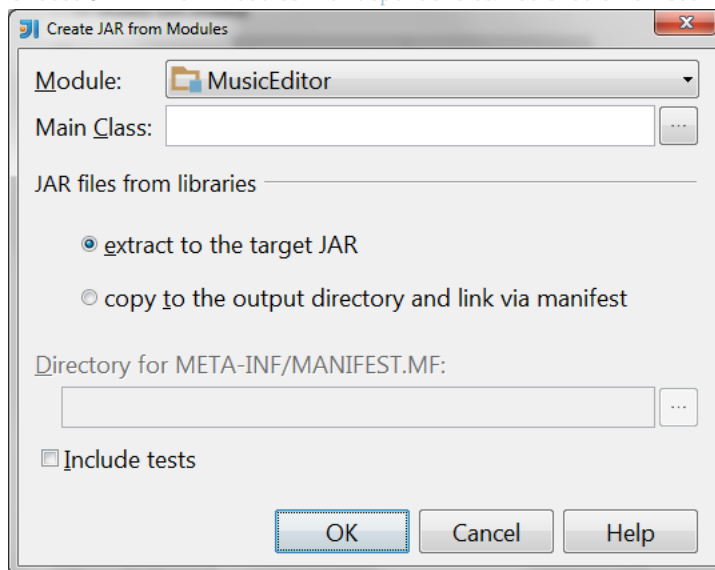 Create JAR from Modules
Module: MusicEditor
Main Class:
...
JAR files from libraries
extract to the target JAR
copy to the output directory and link via manifest
Directory for META-INF/MANIFEST.MF:
...
Include tests
OK Cancel Help